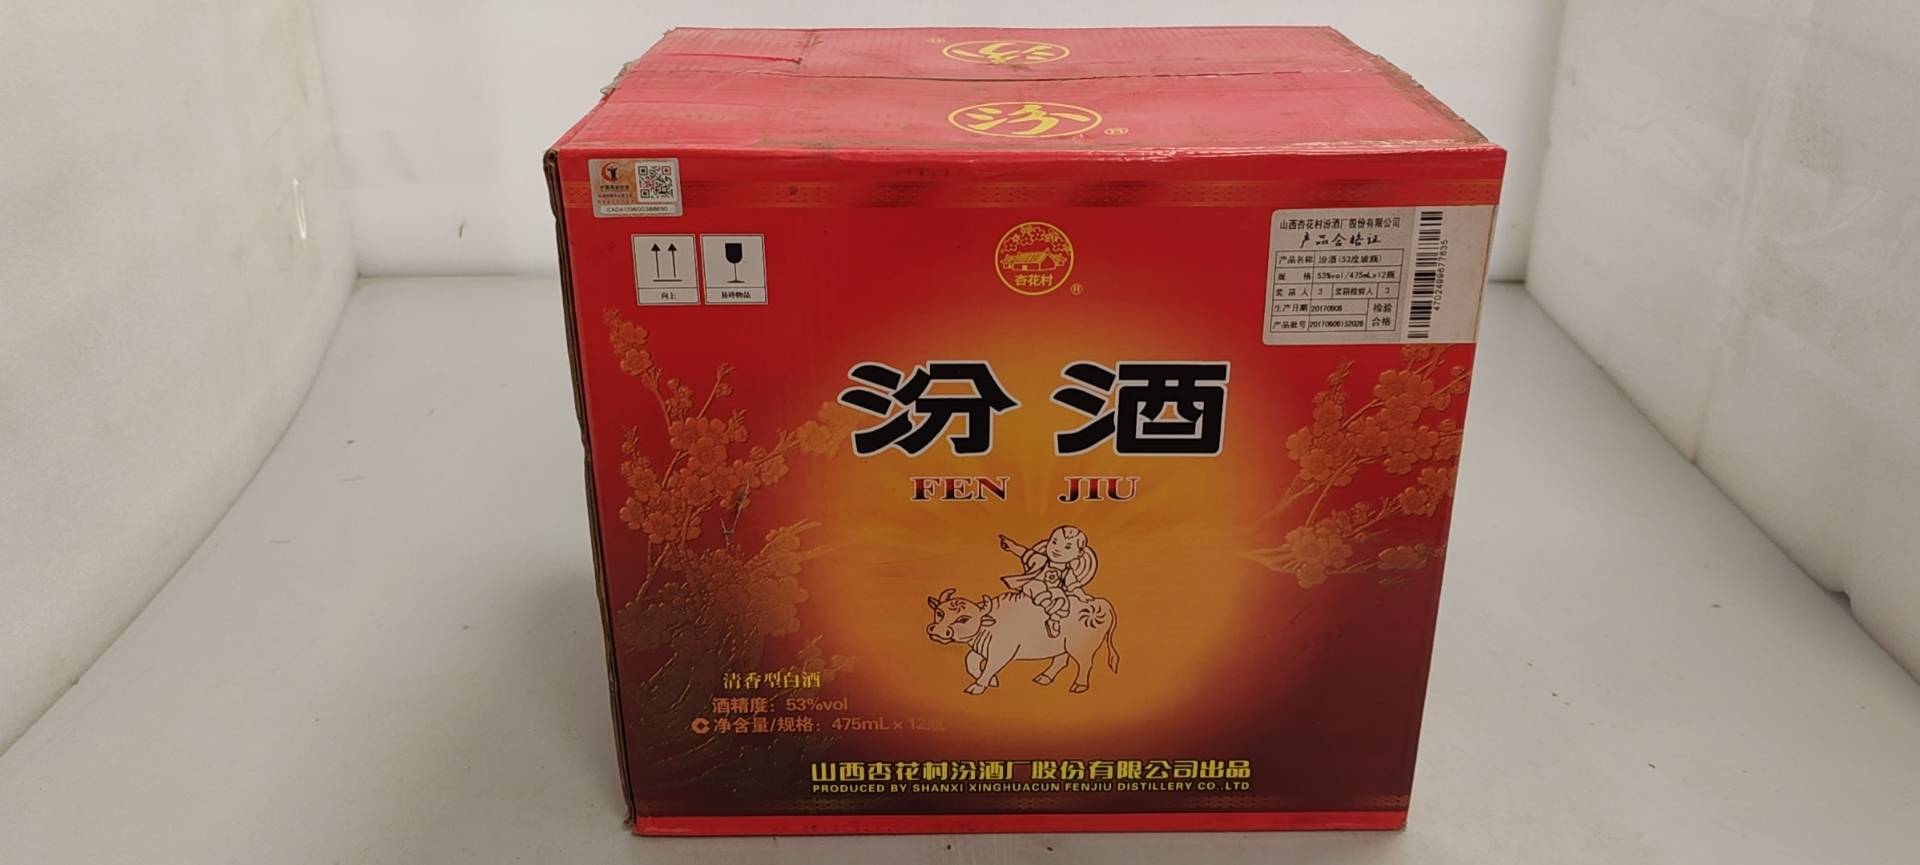 汾
汾
®
山西杏花村汾酒厂股份有限公司
产品合格证
产品名称 汾酒(53度玻瓶)
规 格 53%vol/475mL×12瓶
装箱人 3 装箱检验人 3
生产日期 20170608 检验
产品批号 合格
向上
易碎物品
杏花村
®
汾酒
FEN JIU
清香型白酒
酒精度：53%vol
净含量/规格：475mL×12瓶
山西杏花村汾酒厂股份有限公司出品
PRODUCED BY SHANXI XINGHUACUN FENJIU DISTILLERY CO.,LTD